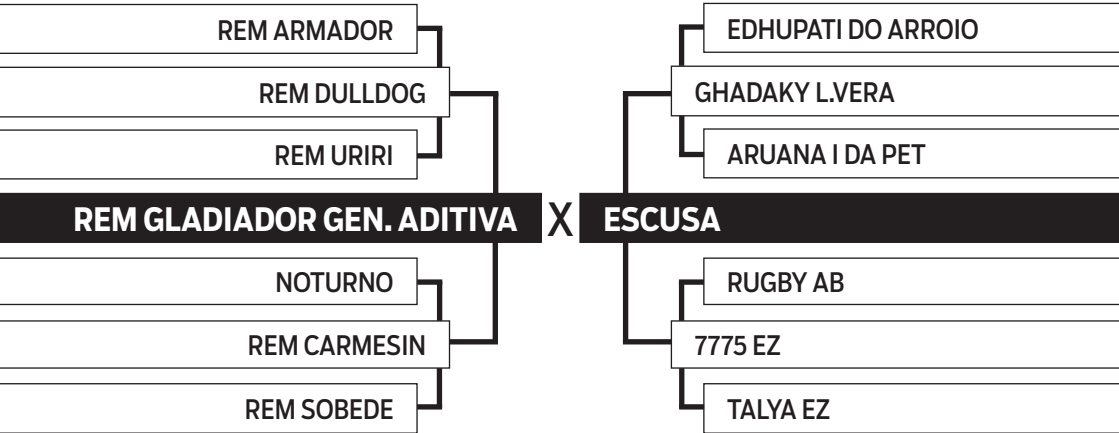 REM ARMADOR
EDHUPATI DO ARROIO
REM DULLDOG
GHADAKY L.VERA
REM URIRI
ARUANA I DA PET
REM GLADIADOR GEN. ADITIVA X ESCUSA
NOTURNO
RUGBY AB
REM CARMESIN
7775 EZ
REM SOBEDE
TALYA EZ